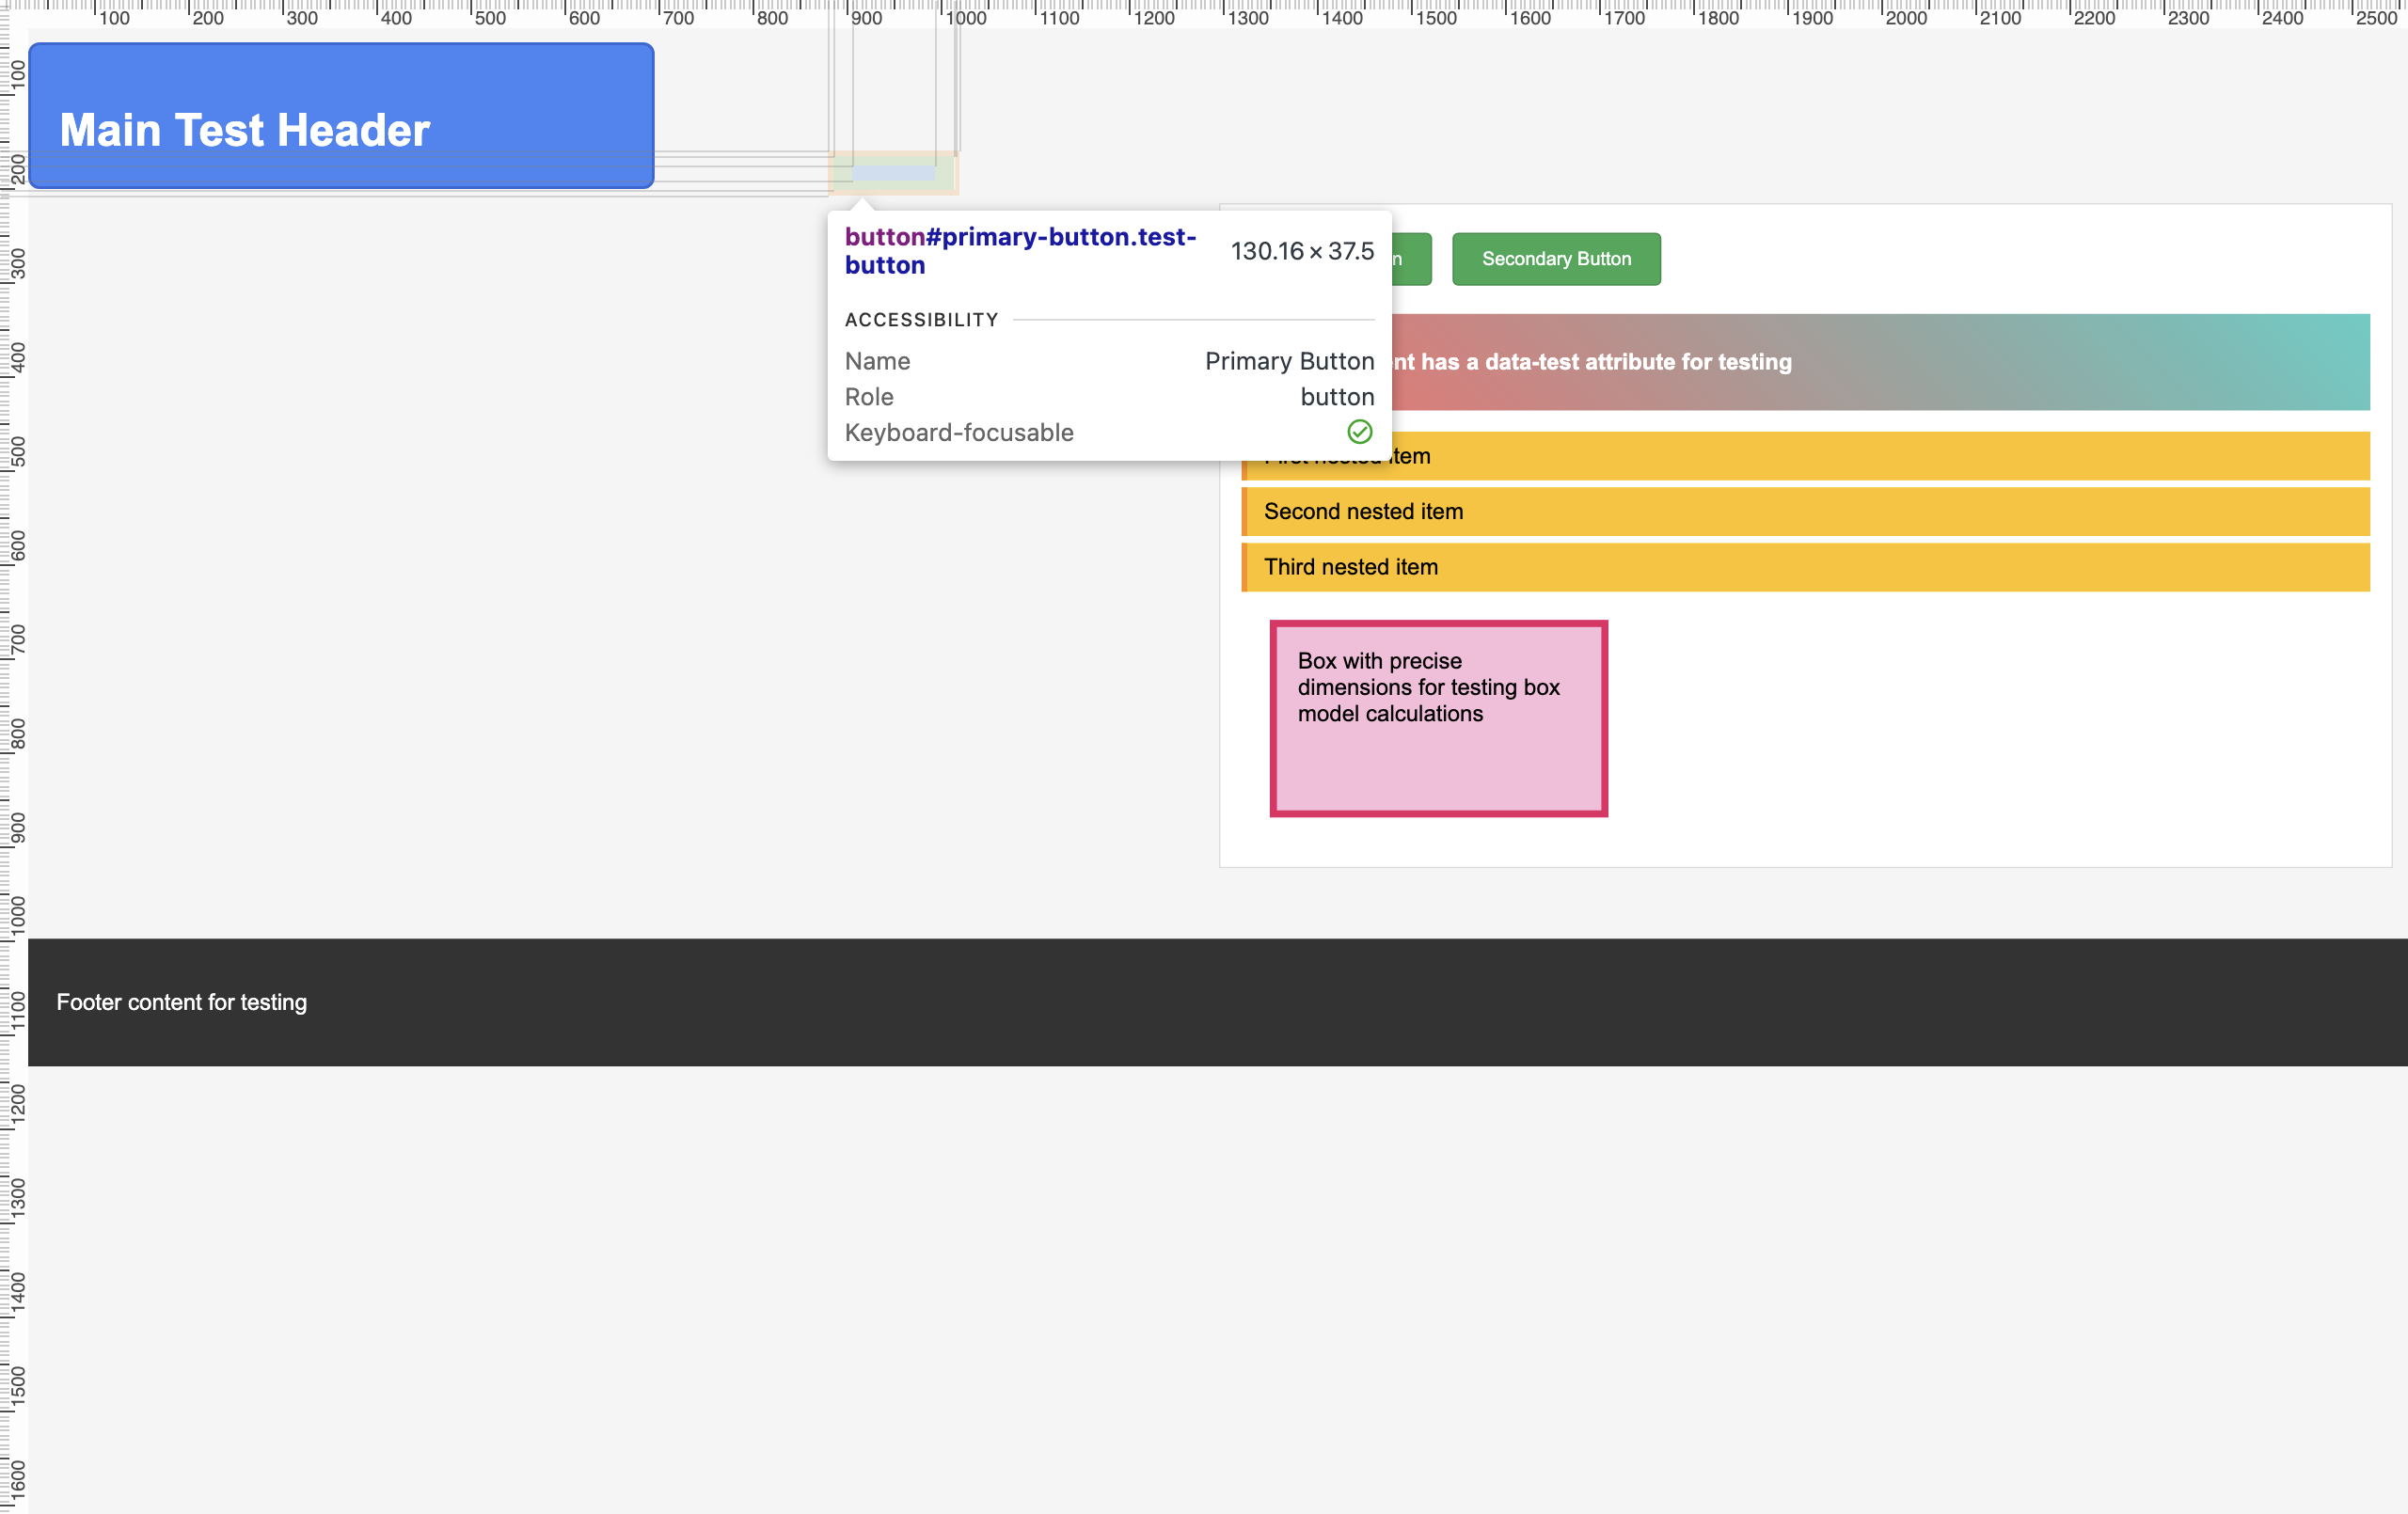 100 200 300 400 500 600 700 800 900 1000 1100 1200 1300 1400 1500 1600 1700 1800 1900 2000 2100 2200 2300 2400 2500
100
200
300
400
500
600
700
800
900
1000
1100
1200
1300
1400
1500
1600
Main Test Header
button#primary-button.test-
button
130.16 × 37.5
ACCESSIBILITY
Name Primary Button
Role button
Keyboard-focusable
n
Secondary Button
nt has a data-test attribute for testing
First nested item
Second nested item
Third nested item
Box with precise
dimensions for testing box
model calculations
Footer content for testing